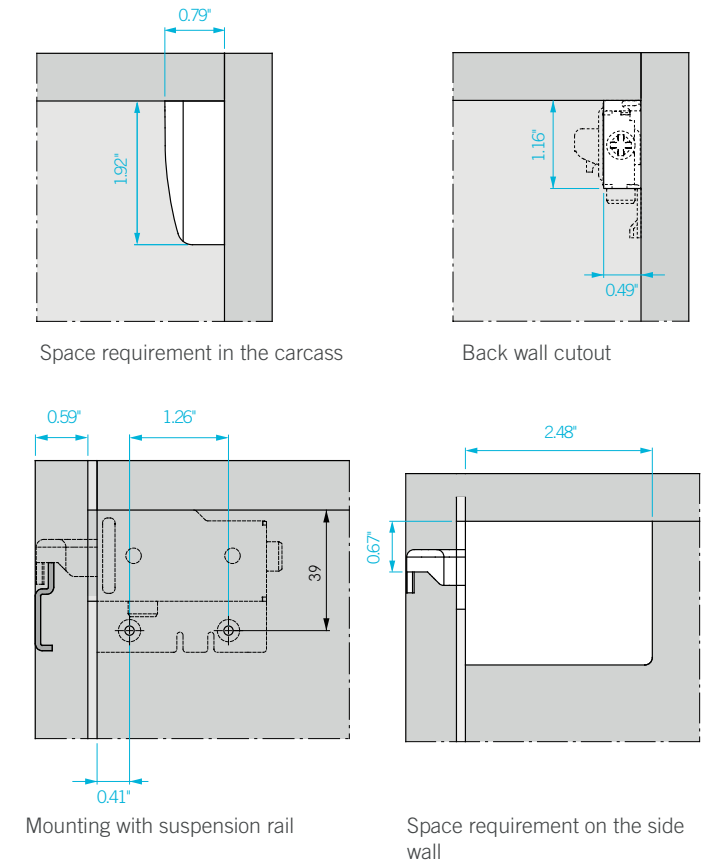 0.79"
1.92"
1.16"
0.49"
Space requirement in the carcass
Back wall cutout
0.59"
1.26"
2.48"
0.67"
39
0.41"
Mounting with suspension rail
Space requirement on the side
wall